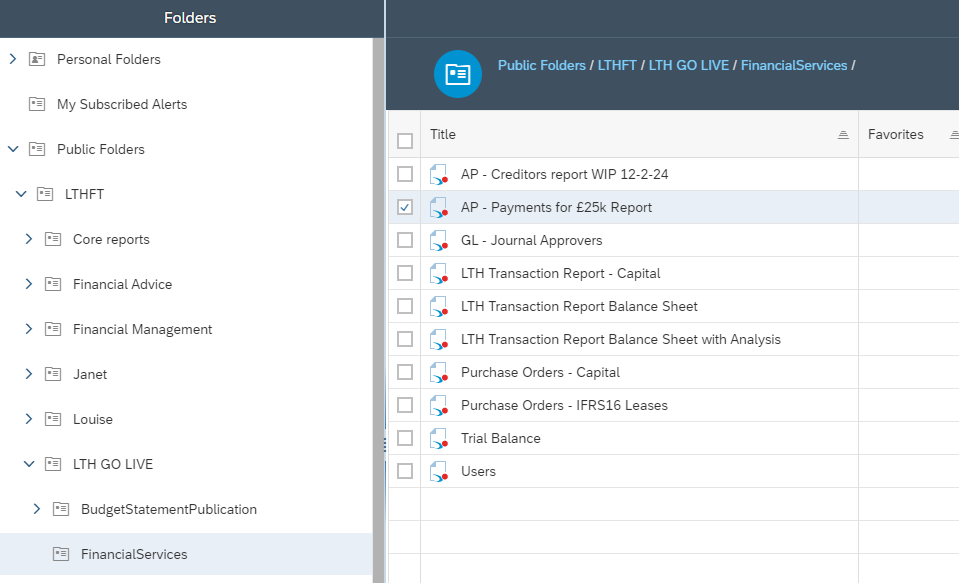 Folders
Personal Folders
My Subscribed Alerts
Public Folders
LTHFT
Core reports
Financial Advice
Financial Management
Janet
Louise
LTH GO LIVE
BudgetStatementPublication
FinancialServices
Public Folders / LTHFT / LTH GO LIVE / FinancialServices /
Title Favorites
AP - Creditors report WIP 12-2-24
AP - Payments for £25k Report
GL - Journal Approvers
LTH Transaction Report - Capital
LTH Transaction Report Balance Sheet
LTH Transaction Report Balance Sheet with Analysis
Purchase Orders - Capital
Purchase Orders - IFRS16 Leases
Trial Balance
Users